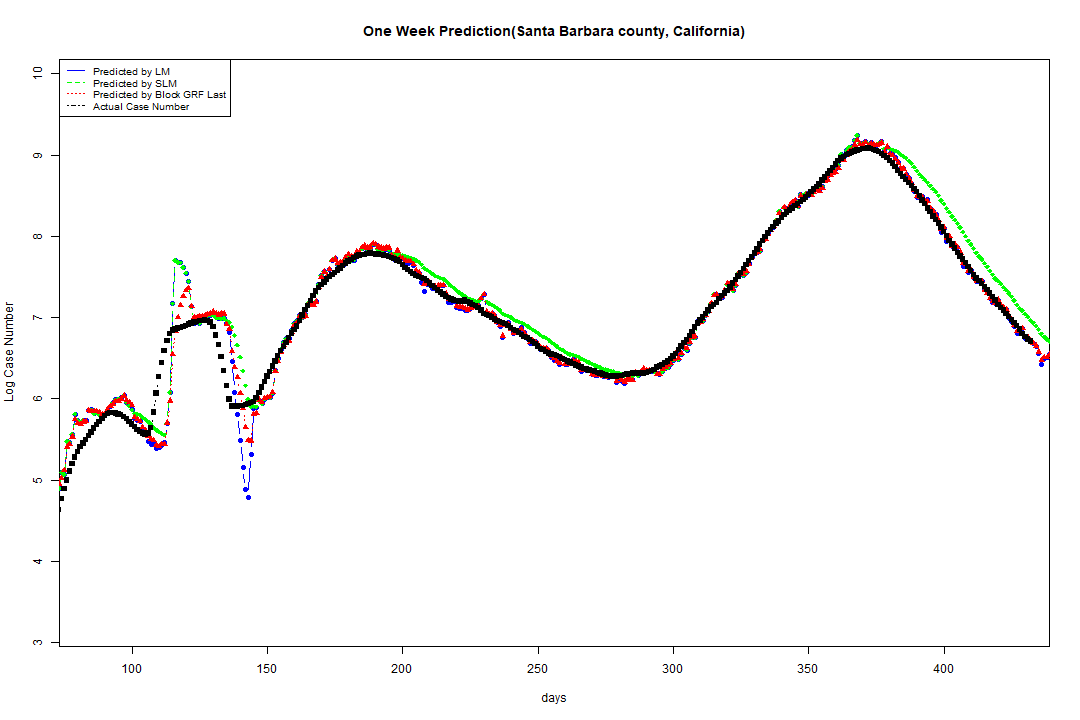 One Week Prediction(Santa Barbara county, California)
Predicted by LM
Predicted by SLM
Predicted by Block GRF Last
Actual Case Number
10
9
8
7
6
5
4
3
Log Case Number
100 150 200 250 300 350 400
days